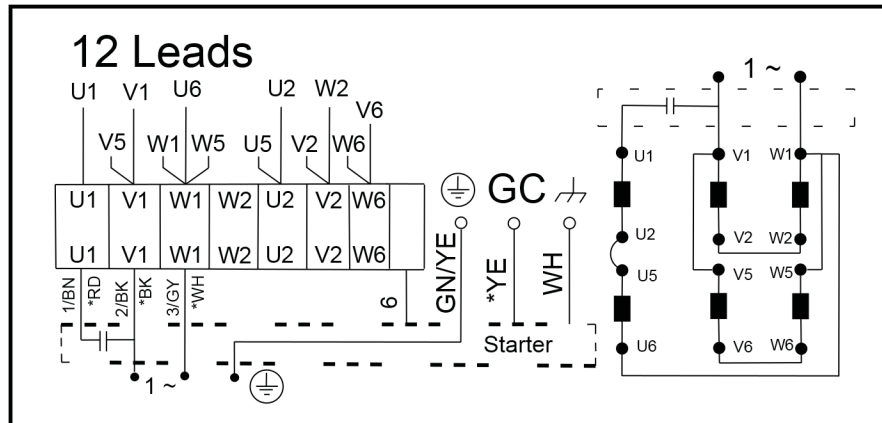 12 Leads
1 ~
U1 V1 U6 U2 W2
V6
V5 W1 W5 U5 V2 W6
GC
U1 V1 W1 W2 U2 V2 W6
U1 V1 W1 W2 U2 V2 W6
1/BN *RD 2/BK *BK 3/GY *WH 6 GN/YE *YE WH
Starter
1 ~
U1 V1 W1
U2 V2 W2
U5 V5 W5
U6 V6 W6